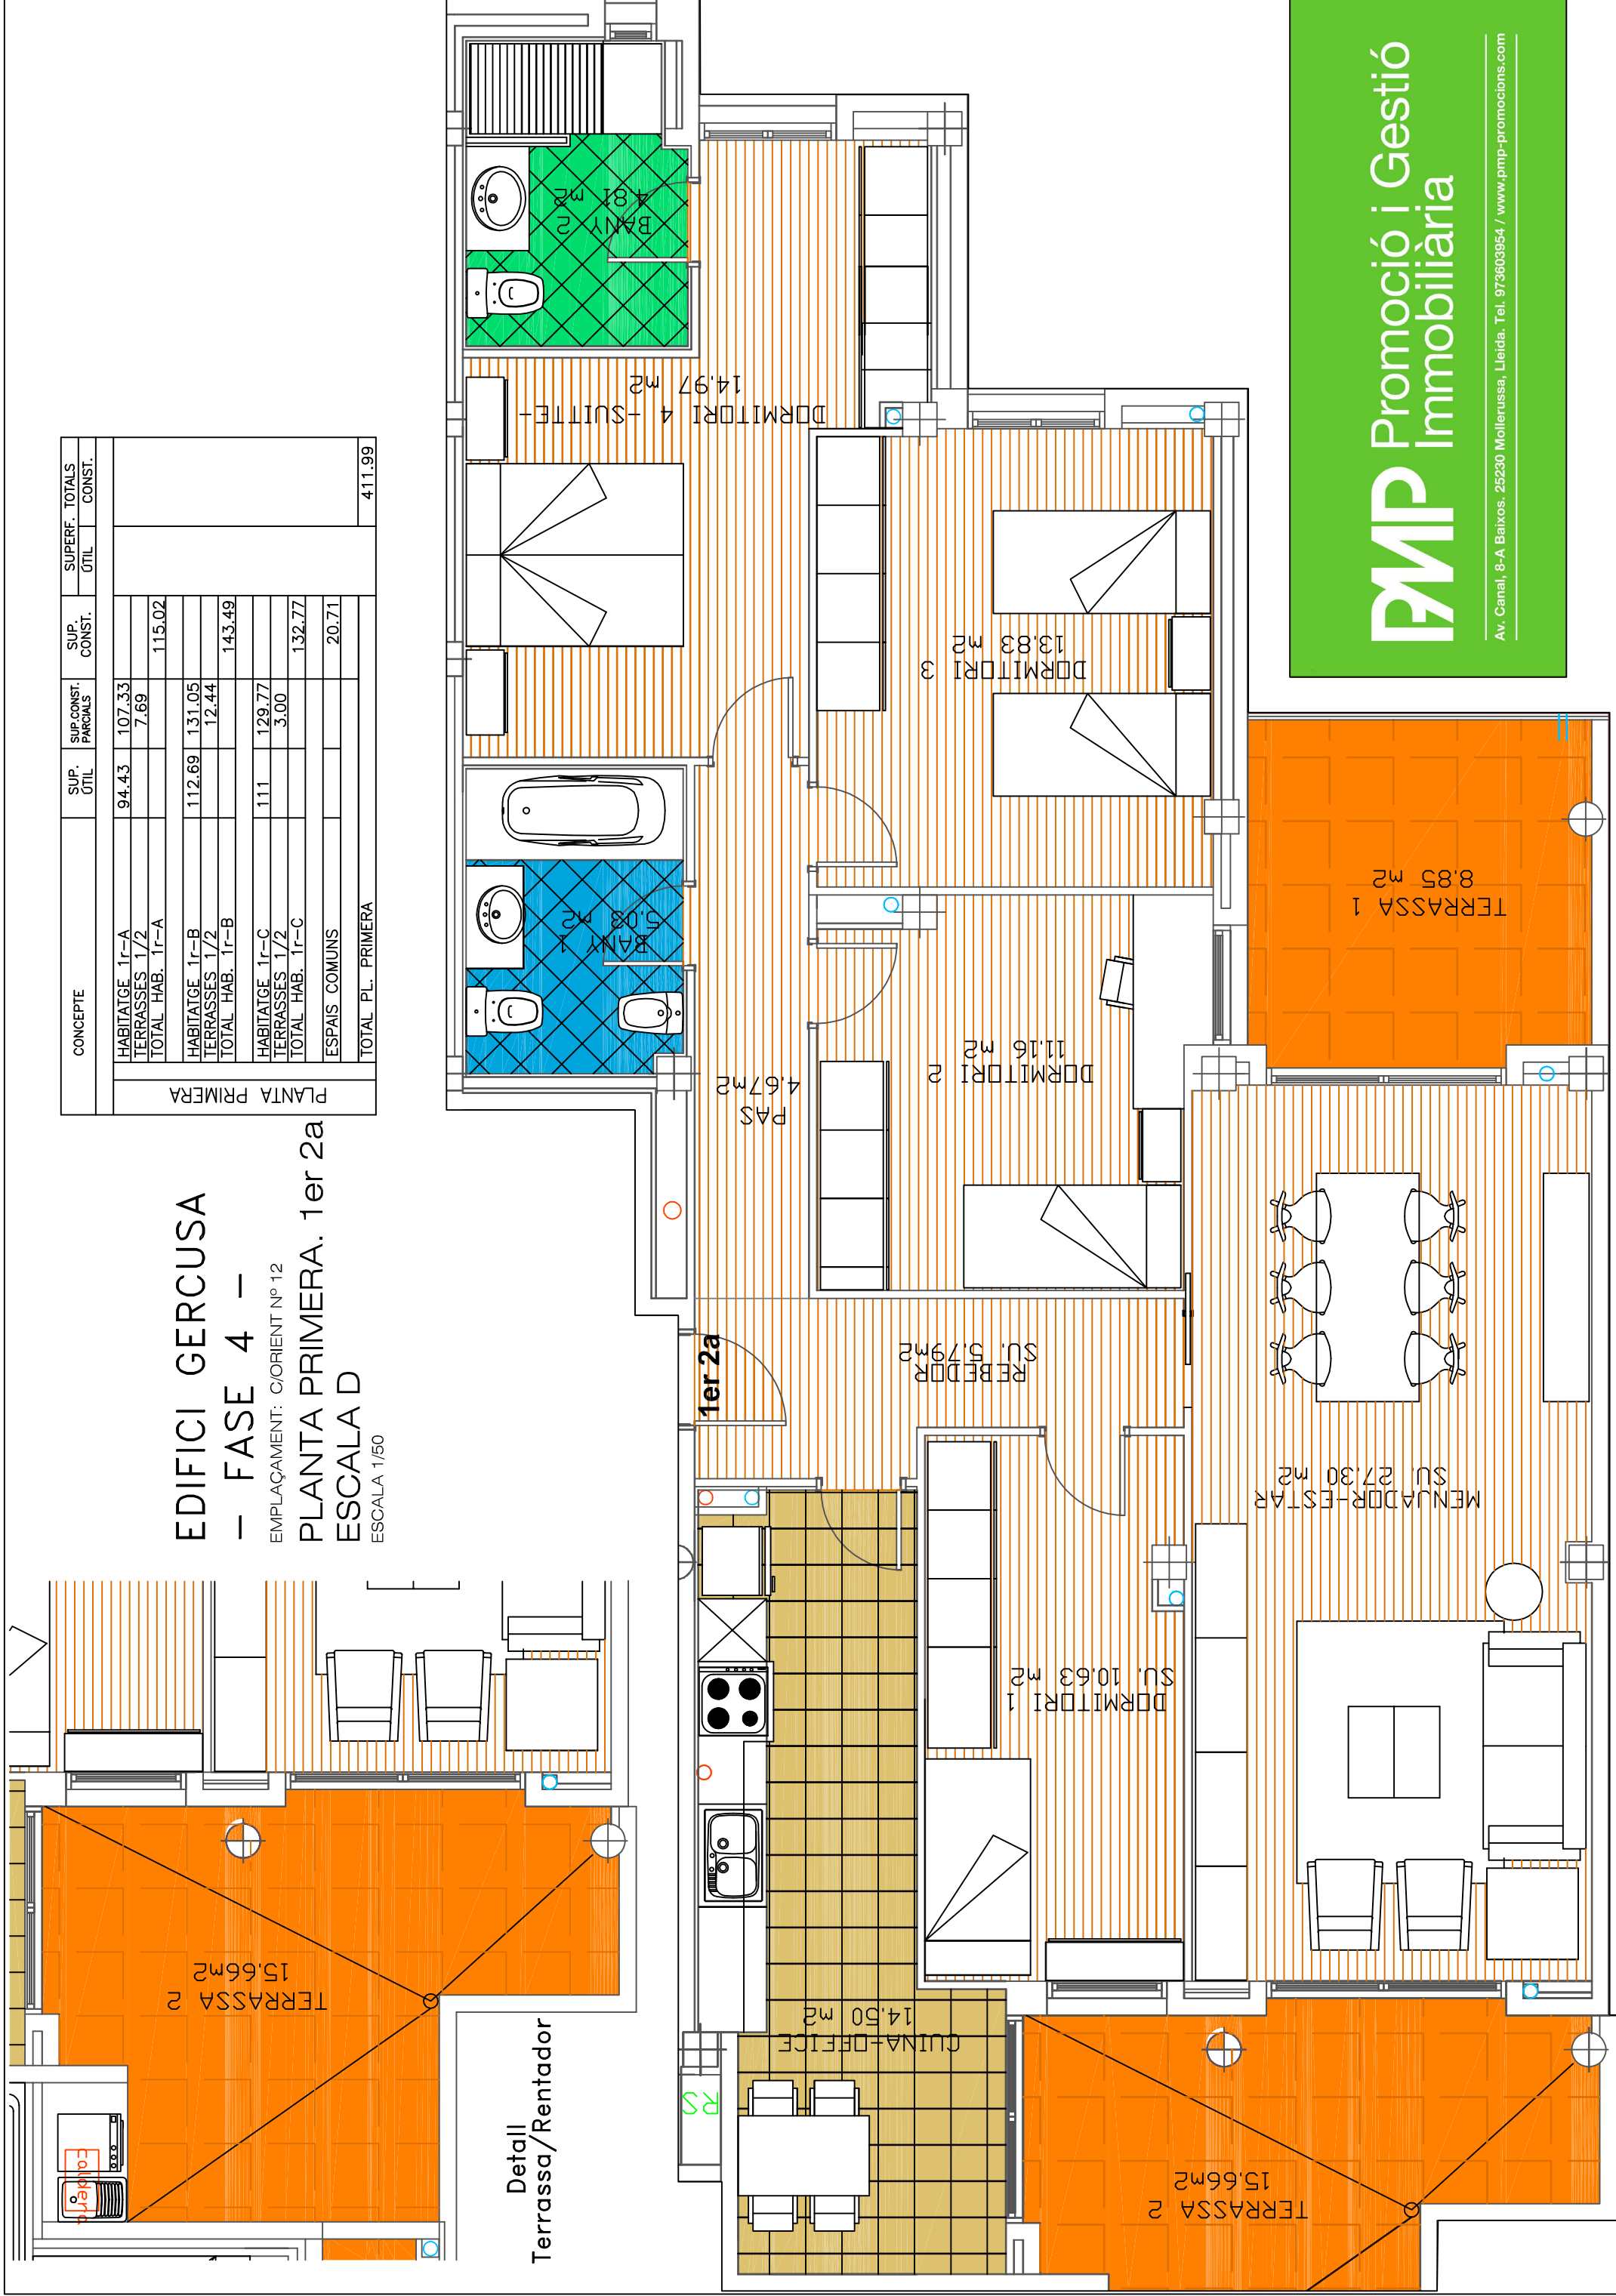 EDIFICI GERCUSA
- FASE 4 -
EMPLAÇAMENT: C/ORIENT Nº 12
PLANTA PRIMERA. 1er 2a
ESCALA D
ESCALA 1/50
CONCEPTE SUP. ÚTIL SUP.CONST. PARCIALS SUP. CONST. SUPERF. TOTALS
ÚTIL CONST.
PLANTA PRIMERA
HABITATGE 1r-A 94.43 107.33
TERRASSES 1/2 7.69
TOTAL HAB. 1r-A 115.02
HABITATGE 1r-B 112.69 131.05
TERRASSES 1/2 12.44
TOTAL HAB. 1r-B 143.49
HABITATGE 1r-C 111 129.77
TERRASSES 1/2 3.00
TOTAL HAB. 1r-C 132.77
ESPAIS COMUNS 20.71
TOTAL PL. PRIMERA 411.99
TERRASSA 2
15.66m2
caldera
Detall
Terrassa/Rentador
BANY 2
4.81 m2
DORMITORI 4 -SUITTE-
14.97 m2
BANY 1
5.03 m2
DORMITORI 3
13.83 m2
PAS
4.67m2
DORMITORI 2
11.16 m2
TERRASSA 1
8.85 m2
1er 2a
REBEDOR
SU. 5.79m2
MENJADOR-ESTAR
SU. 27.30 m2
DORMITORI 1
SU. 10.63 m2
CUINA-OFFICE
14.50 m2
RS
TERRASSA 2
15.66m2
PMP Promoció i Gestió
Immobiliària
Av. Canal, 8-A Baixos. 25230 Mollerussa, Lleida. Tel. 973603954 / www.pmp-promocions.com